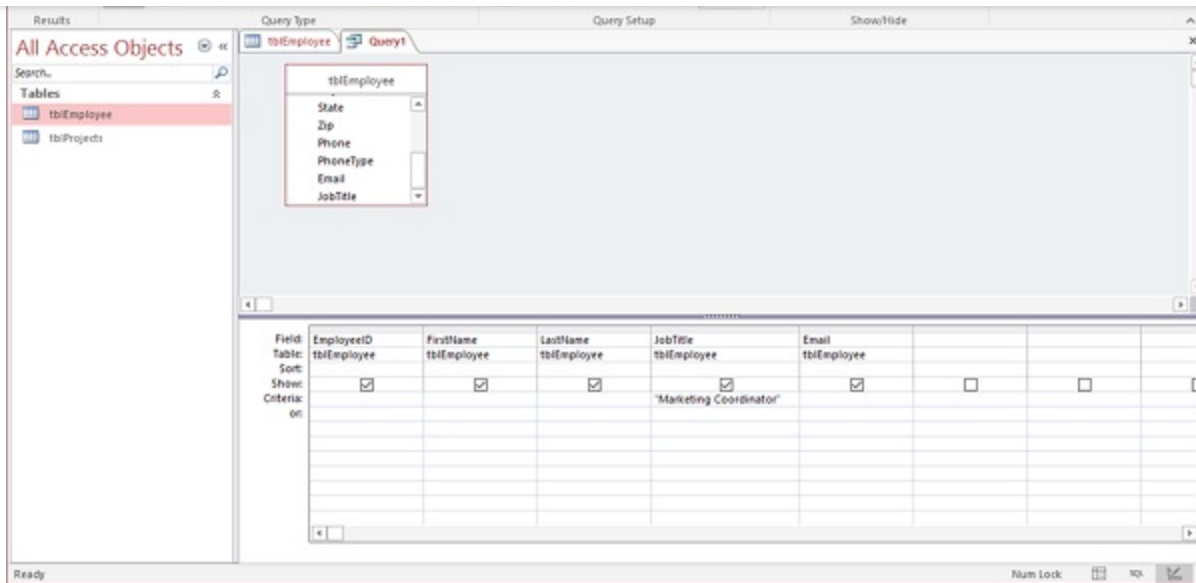 Results Query Type Query Setup Show/Hide
All Access Objects
Search...
Tables
tblEmployee
tblProjects
tblEmployee Query1
tblEmployee
State
Zip
Phone
PhoneType
Email
JobTitle
Field: EmployeeID FirstName LastName JobTitle Email
Table: tblEmployee tblEmployee tblEmployee tblEmployee tblEmployee
Sort:
Show:
Criteria: "Marketing Coordinator"
or:
Ready Num Lock SQL